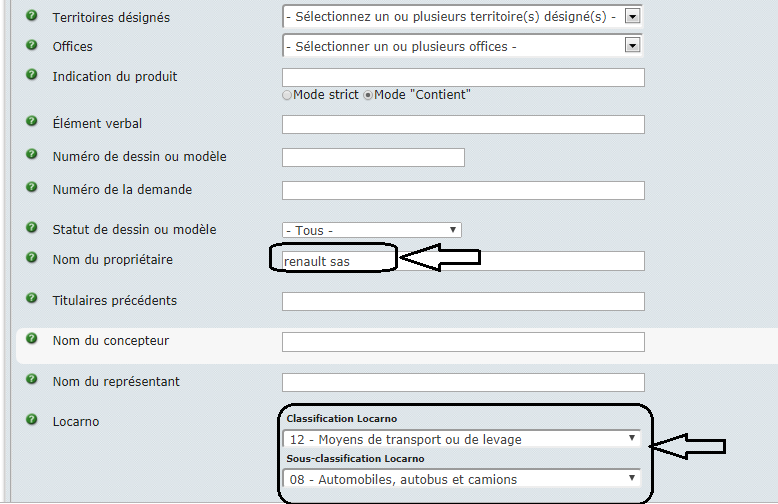 Territoires désignés
- Sélectionnez un ou plusieurs territoire(s) désigné(s) -
Offices
- Sélectionner un ou plusieurs offices -
Indication du produit
Mode strict Mode "Contient"
Élément verbal
Numéro de dessin ou modèle
Numéro de la demande
Statut de dessin ou modèle
- Tous -
Nom du propriétaire
renault sas
Titulaires précédents
Nom du concepteur
Nom du représentant
Locarno
Classification Locarno
12 - Moyens de transport ou de levage
Sous-classification Locarno
08 - Automobiles, autobus et camions